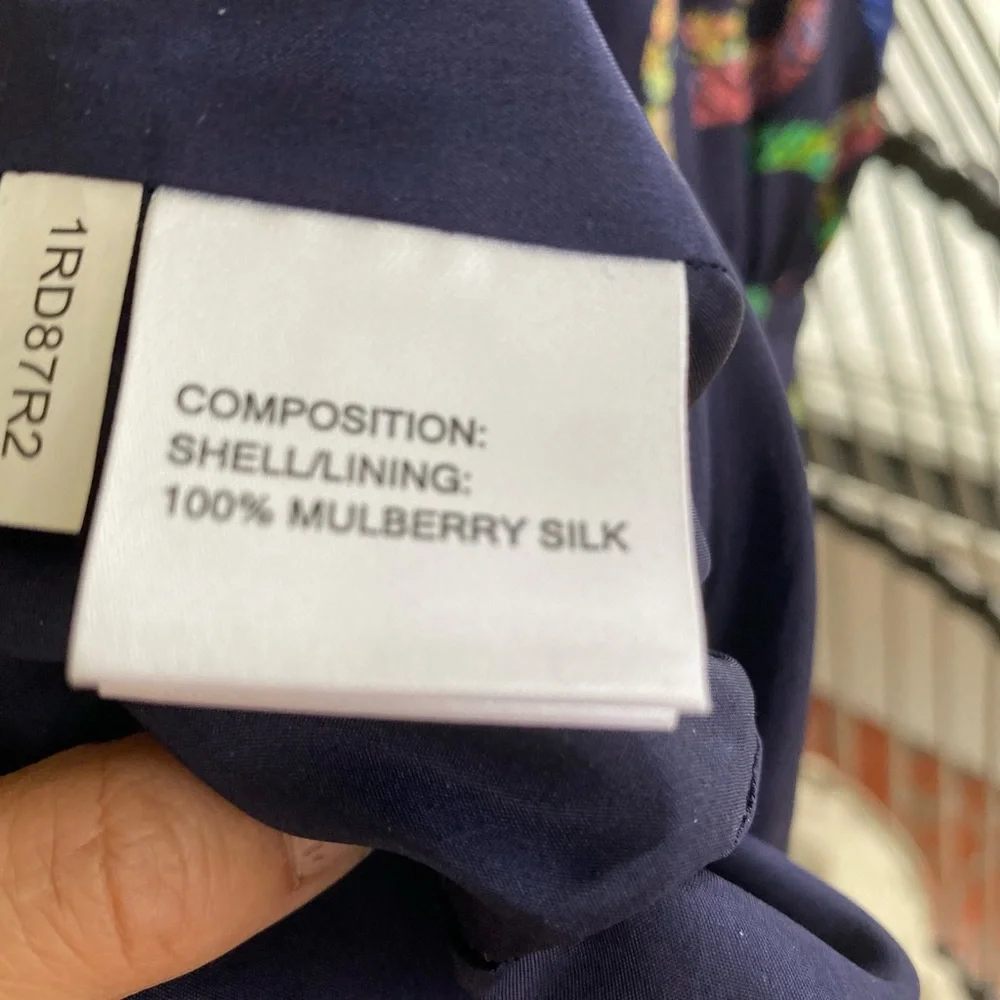 1RD87R2
COMPOSITION:
SHELL/LINING:
100% MULBERRY SILK